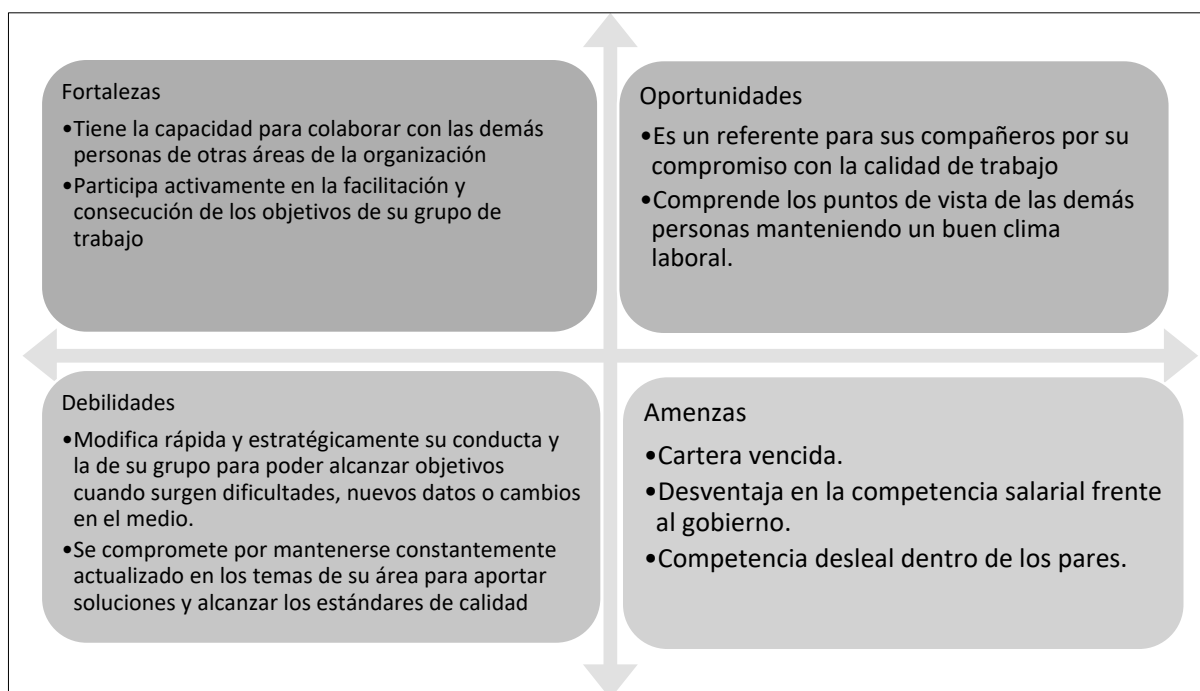 Fortalezas
•Tiene la capacidad para colaborar con las demás
personas de otras áreas de la organización
•Participa activamente en la facilitación y
consecución de los objetivos de su grupo de
trabajo
Oportunidades
•Es un referente para sus compañeros por su
compromiso con la calidad de trabajo
•Comprende los puntos de vista de las demás
personas manteniendo un buen clima
laboral.
Debilidades
•Modifica rápida y estratégicamente su conducta y
la de su grupo para poder alcanzar objetivos
cuando surgen dificultades, nuevos datos o cambios
en el medio.
•Se compromete por mantenerse constantemente
actualizado en los temas de su área para aportar
soluciones y alcanzar los estándares de calidad
Amenzas
•Cartera vencida.
•Desventaja en la competencia salarial frente
al gobierno.
•Competencia desleal dentro de los pares.